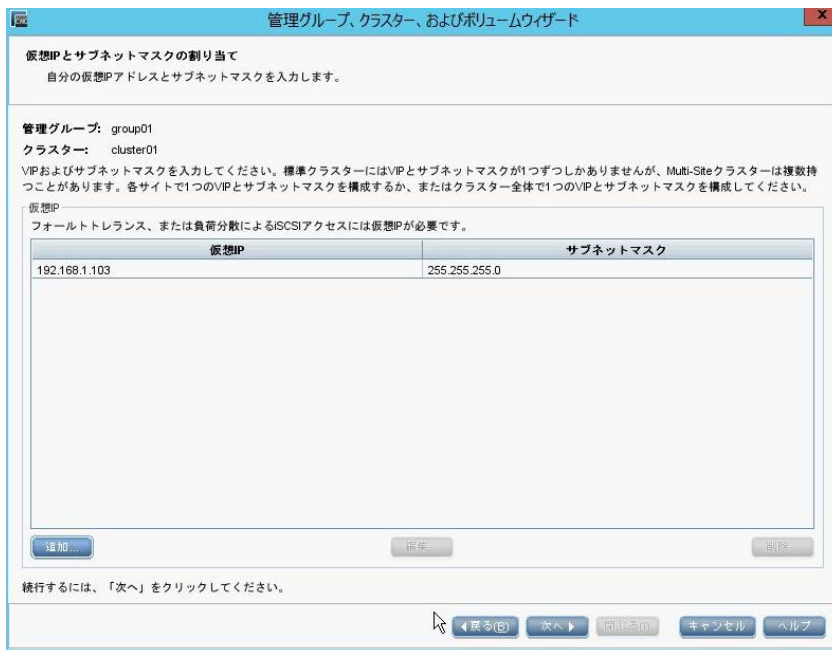 管理グループ、クラスター、およびボリュームウィザード
X
仮想IPとサブネットマスクの割り当て
自分の仮想IPアドレスとサブネットマスクを入力します。
管理グループ: group01
クラスター: cluster01
VIPおよびサブネットマスクを入力してください。標準クラスターにはVIPとサブネットマスクが1つずつしかありませんが、Multi-Siteクラスターは複数持
つことがあります。各サイトで1つのVIPとサブネットマスクを構成するか、またはクラスター全体で1つのVIPとサブネットマスクを構成してください。
仮想IP
フォールトトレランス、または負荷分散によるiSCSIアクセスには仮想IPが必要です。
仮想IP サブネットマスク
192.168.1.103 255.255.255.0
追加... 編集... 削除...
続行するには、「次へ」をクリックしてください。
戻る(B) 次へ 閉じる(I) キャンセル ヘルプ